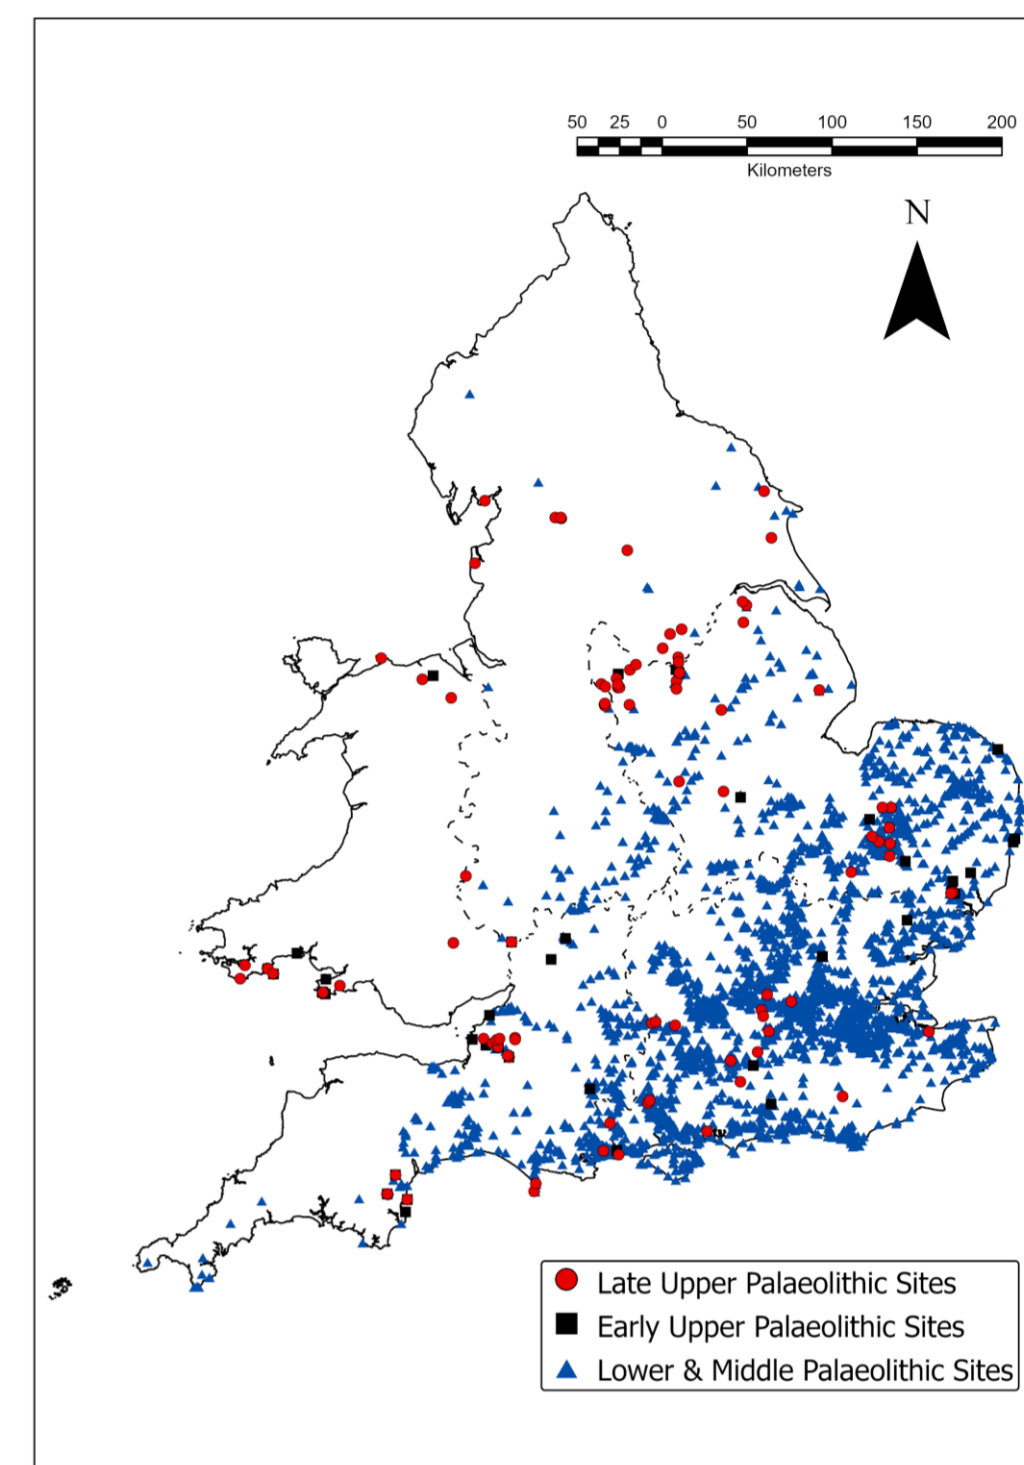 50 25 0 50 100 150 200
Kilometers
N
Late Upper Palaeolithic Sites
Early Upper Palaeolithic Sites
Lower & Middle Palaeolithic Sites